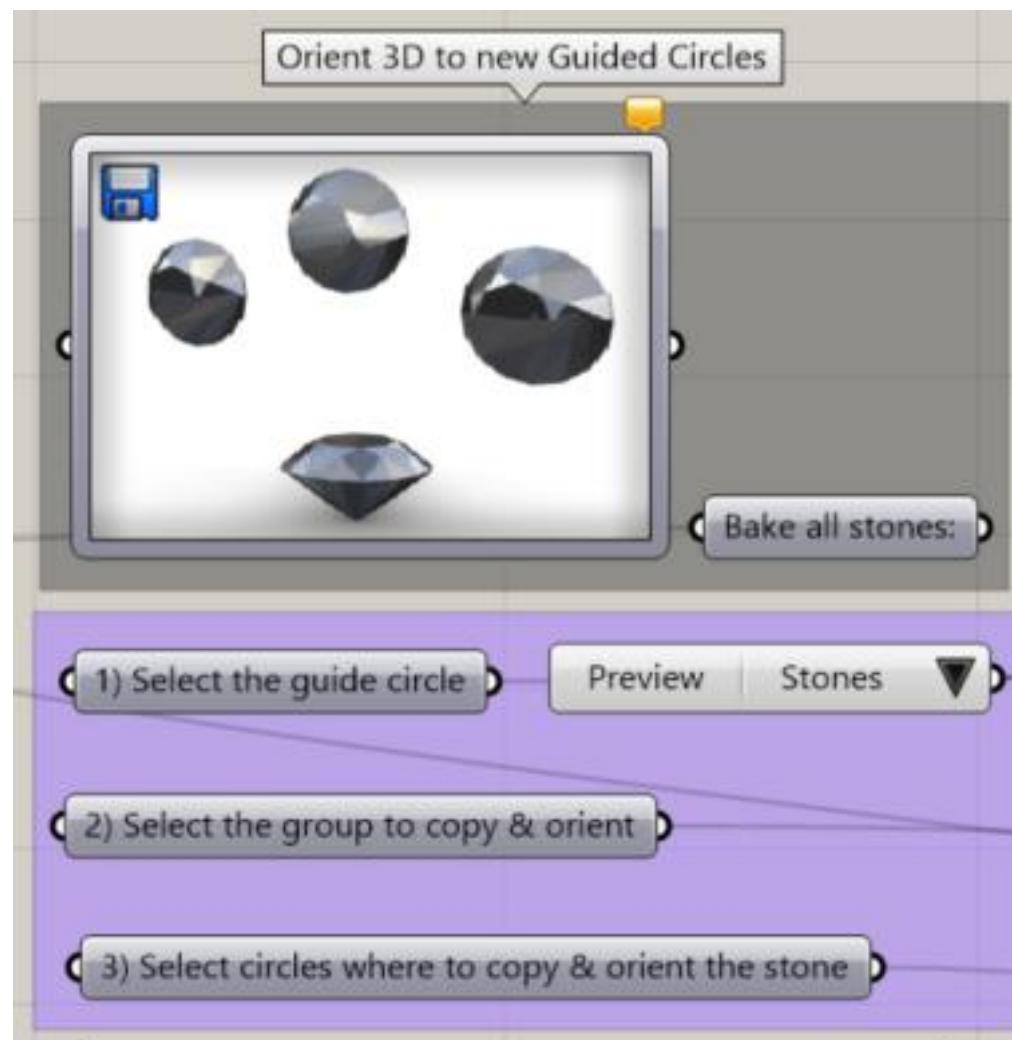 Orient 3D to new Guided Circles
Bake all stones:
1) Select the guide circle
Preview Stones
2) Select the group to copy & orient
3) Select circles where to copy & orient the stone